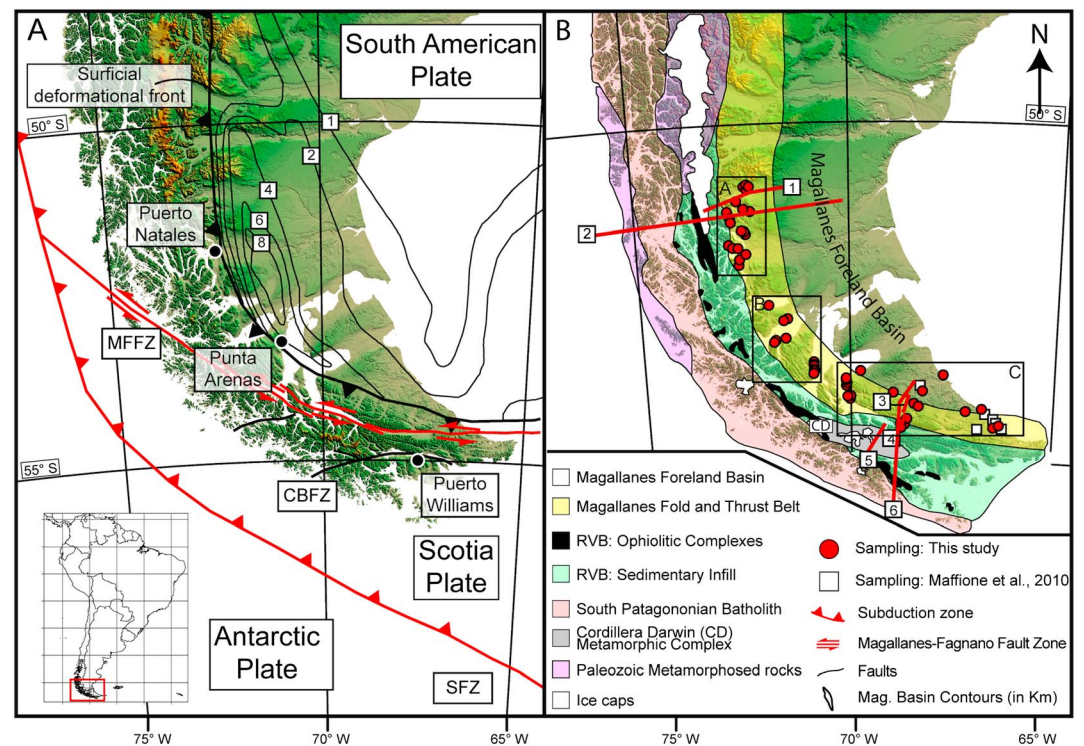 A
South American
Plate
Surficial
deformational front
50° S
1
2
4
6
8
Puerto
Natales
MFFZ
Punta
Arenas
55° S
CBFZ
Puerto
Williams
Scotia
Plate
Antarctic
Plate
SFZ
75° W
70° W
65° W
B
N
50° S
A
1
2
Magallanes Foreland Basin
B
C
3
CD
4
5
6
Magallanes Foreland Basin
Magallanes Fold and Thrust Belt
RVB: Ophiolitic Complexes
RVB: Sedimentary Infill
South Patagononian Batholith
Cordillera Darwin (CD)
Metamorphic Complex
Paleozoic Metamorphosed rocks
Ice caps
Sampling: This study
Sampling: Maffione et al., 2010
Subduction zone
Magallanes-Fagnano Fault Zone
Faults
Mag. Basin Contours (in Km)
75° W
70° W
65° W